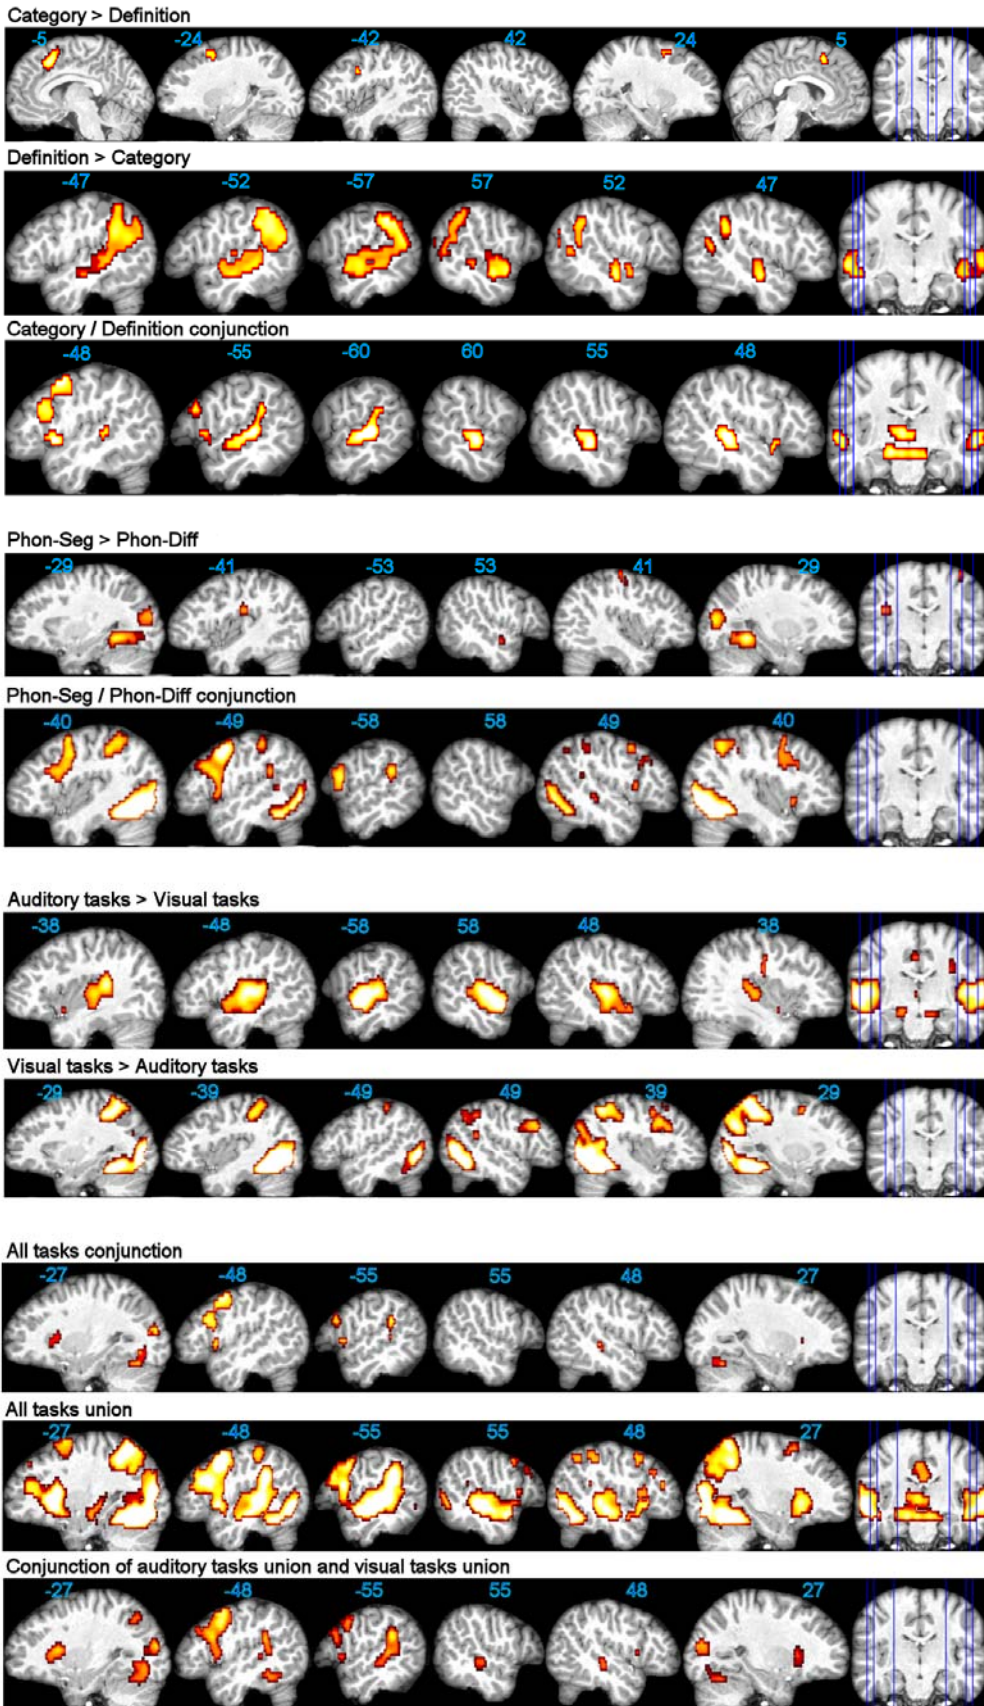 Category > Definition
-5 -24 -42 42 24 5
Definition > Category
-47 -52 -57 57 52 47
Category / Definition conjunction
-48 -55 -60 60 55 48
Phon-Seg > Phon-Diff
-29 -41 -53 53 41 29
Phon-Seg / Phon-Diff conjunction
-40 -49 -58 58 49 40
Auditory tasks > Visual tasks
-38 -48 -58 58 48 38
Visual tasks > Auditory tasks
-29 -39 -49 49 39 29
All tasks conjunction
-27 -48 -55 55 48 27
All tasks union
-27 -48 -55 55 48 27
Conjunction of auditory tasks union and visual tasks union
-27 -48 -55 55 48 27